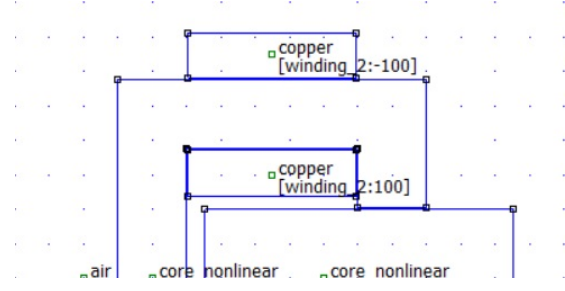 copper
[winding_2:-100]
copper
[winding_2:100]
air
core_nonlinear
core_nonlinear